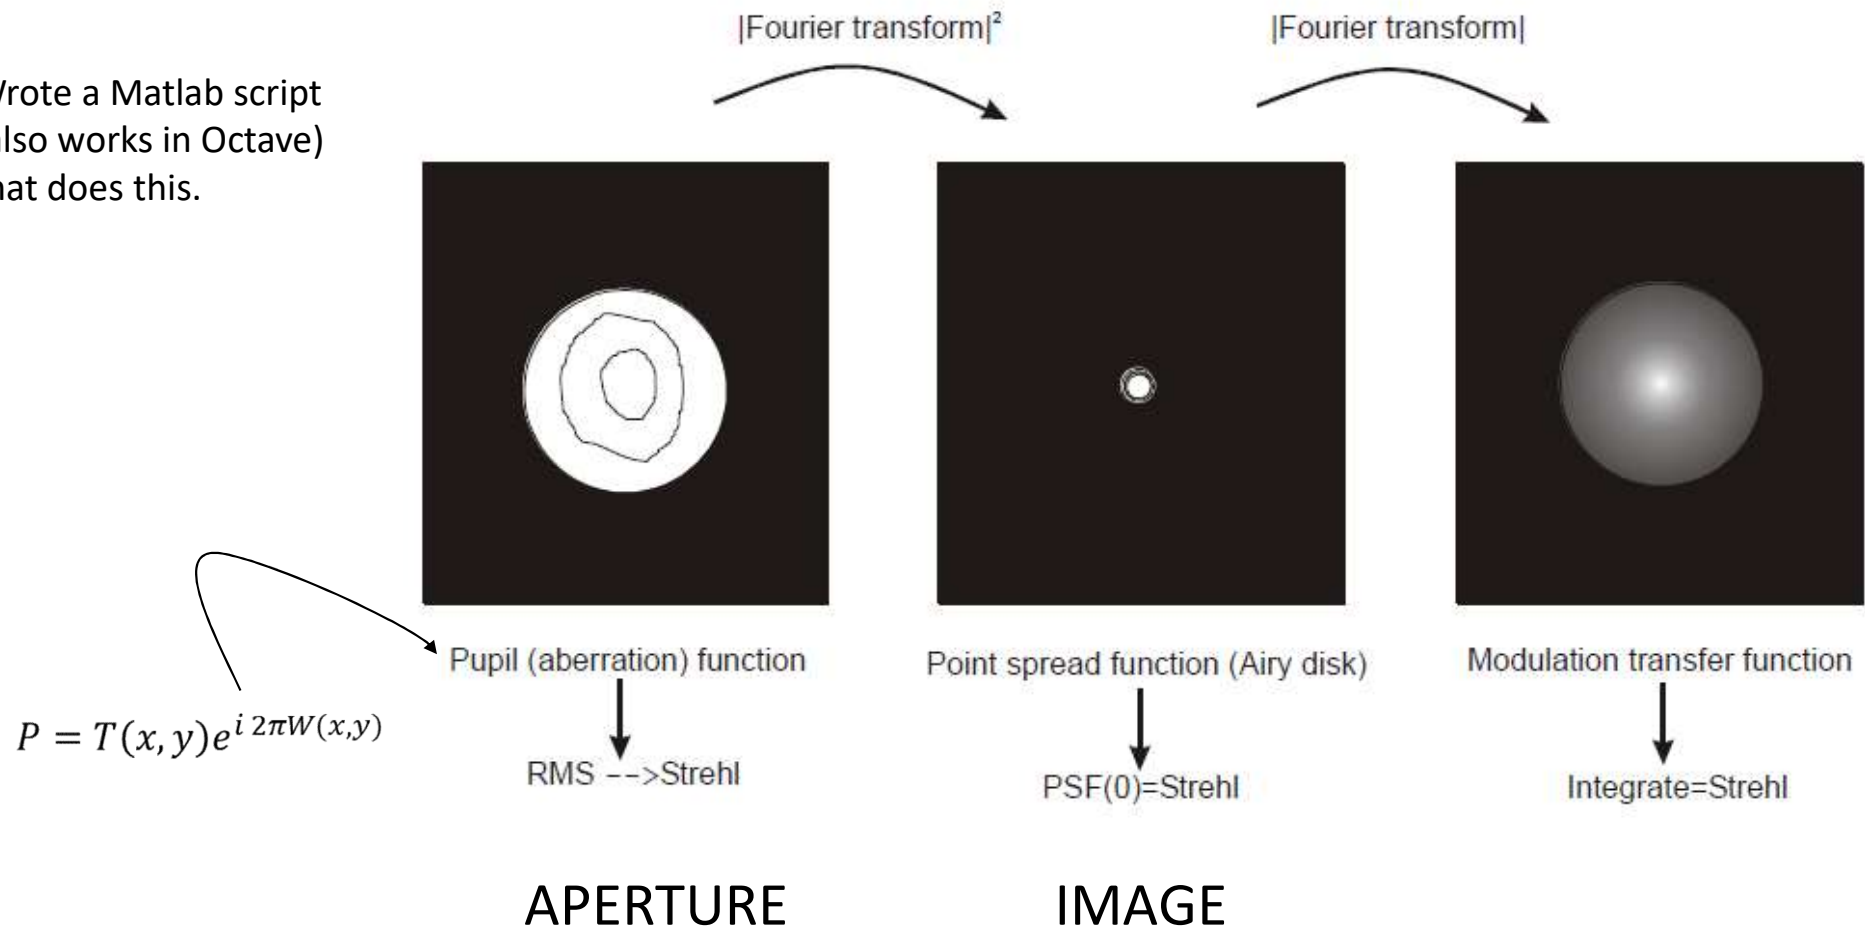 |Fourier transform|²
|Fourier transform|
rote a Matlab script
lso works in Octave)
hat does this.
Pupil (aberration) function
Point spread function (Airy disk)
Modulation transfer function
P = T(x, y)e^{i 2πW(x,y)}
RMS -->Strehl
PSF(0)=Strehl
Integrate=Strehl
APERTURE
IMAGE